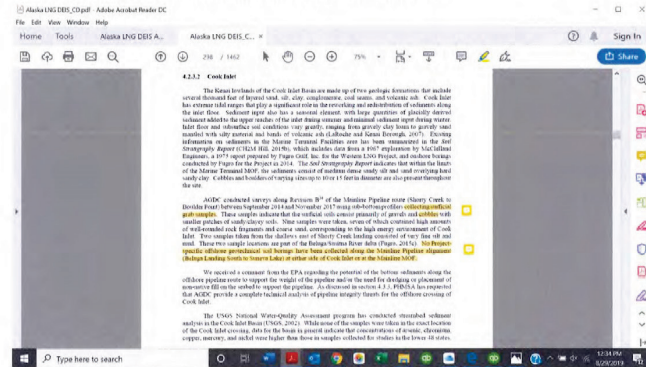 Alaska LNG DEIS_CO.pdf - Adobe Acrobat Reader DC
File Edit View Window Help
Home Tools Alaska LNG DEIS A... Alaska LNG DEIS_C... × Sign In
298 / 1462 75% Share
4.2.3.2 Cook Inlet
The Kenai lowlands of the Cook Inlet Basin are made up of two geologic formations that include
several thousand feet of layered sand, silt, clay, conglomerate, coal seams, and volcanic ash. Cook Inlet
has extreme tidal ranges that play a significant role in the reworking and redistribution of sediments along
the inlet floor. Sediment input also has a seasonal element, with large quantities of glacially derived
sediment added to the upper reaches of the inlet during summer and minimal sediment input during winter.
Inlet floor and subsurface soil conditions vary greatly, ranging from gravely clay loam to gravely sand
mantled with silty material and bands of volcanic ash (LaRoche and Kenai Borough, 2007). Existing
information on sediments in the Marine Terminal Facilities area has been summarized in the Soil
Stratigraphy Report (CH2M Hill, 2015b), which includes data from a 1967 exploration by McClelland
Engineers, a 1975 report prepared by Fugro Gulf, Inc. for the Western LNG Project, and onshore borings
conducted by Fugro for the Project in 2014. The Soil Stratigraphy Report indicates that within the limits
of the Marine Terminal MOF, the sediments consist of medium dense sandy silt and sand overlying hard
sandy clay. Cobbles and boulders of varying sizes up to 10 or 15 feet in diameter are also present throughout
the site.
AGDC conducted surveys along Revision B of the Mainline Pipeline route (Shorty Creek to
Boulder Point) between September 2014 and November 2017 using sub-bottom profilers collecting surficial
grab samples. These samples indicate that the surficial soils consist primarily of gravels and cobbles with
smaller patches of sandy/clayey soils. Nine samples were taken, seven of which contained high amounts
of well-rounded rock fragments and coarse sand, corresponding to the high energy environment of Cook
Inlet. Two samples taken from the shallows east of Shorty Creek landing consisted of very fine silt and
mud. These two sample locations are part of the Beluga/Susitna River delta (Fugro, 2015c). No Project-
specific offshore geotechnical soil borings have been collected along the Mainline Pipeline alignment
(Beluga Landing South to Suneva Lake) at either side of Cook Inlet or at the Mainline MOF.
We received a comment from the EPA regarding the potential of the bottom sediments along the
offshore pipeline route to support the weight of the pipeline and/or the need for dredging or placement of
non-native fill on the seabed to support the pipeline. As discussed in section 4.3.3, PHMSA has requested
that AGDC provide a complete technical analysis of pipeline integrity threats for the offshore crossing of
Cook Inlet.
The USGS National Water-Quality Assessment program has conducted streambed sediment
analysis in the Cook Inlet Basin (USGS, 2002). While none of the samples were taken in the exact location
of the Cook Inlet crossing, data for the basin in general indicate that concentrations of arsenic, chromium,
copper, mercury, and nickel were higher than those in samples collected for studies in the lower 48 states.
Type here to search
12:34 PM
8/29/2019